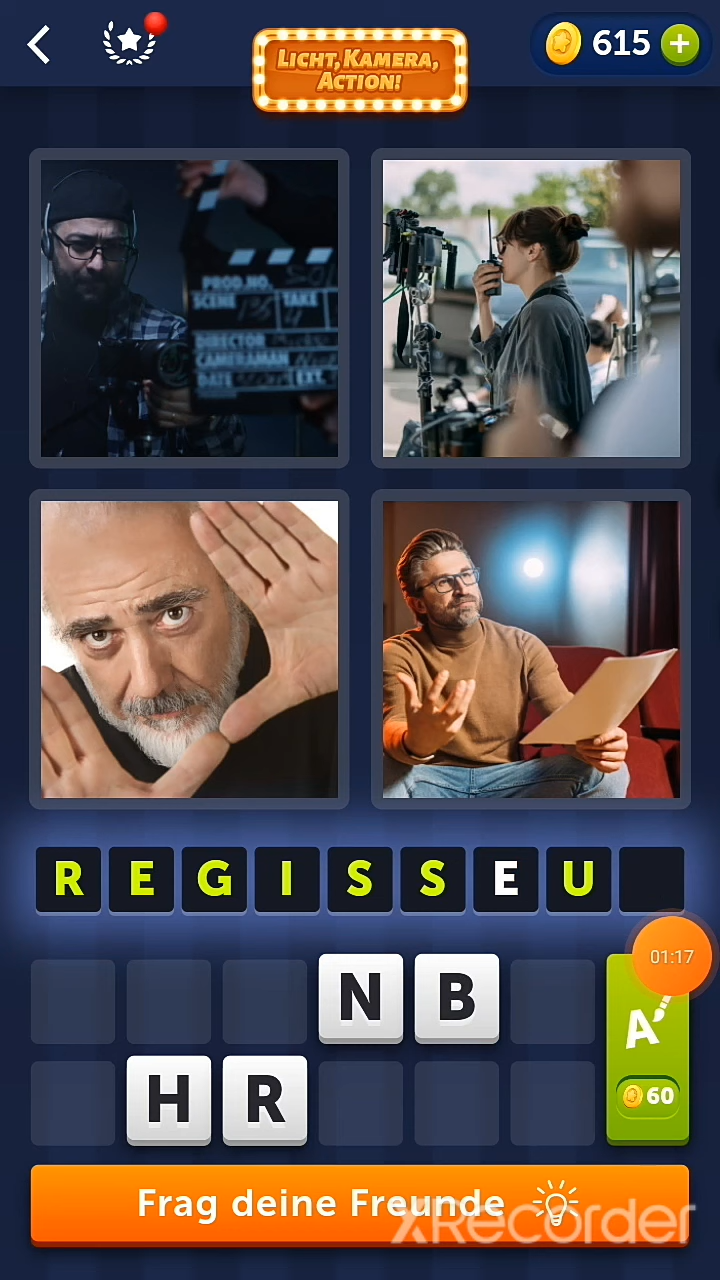 LICHT, KAMERA,
ACTION!
615
PROD.NO.
SCENE TAKE
4
DIRECTOR
CAMERAMAN
DATE EXT.
R E G I S S E U
N B
01:17
A
H R
60
Frag deine Freunde
XRecorder